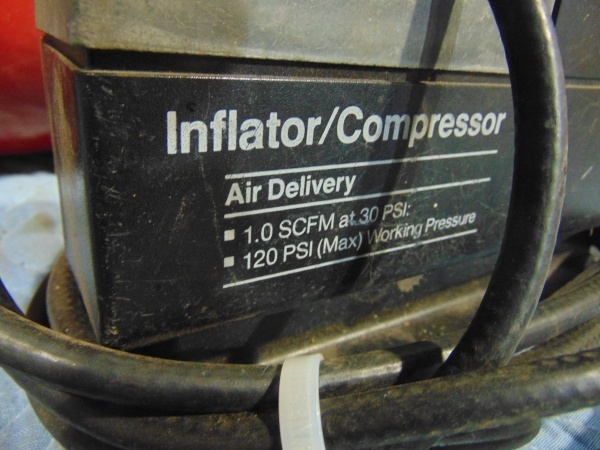 Inflator/Compressor
Air Delivery
▪ 1.0 SCFM at 30 PSI:
▪ 120 PSI (Max) Working Pressure